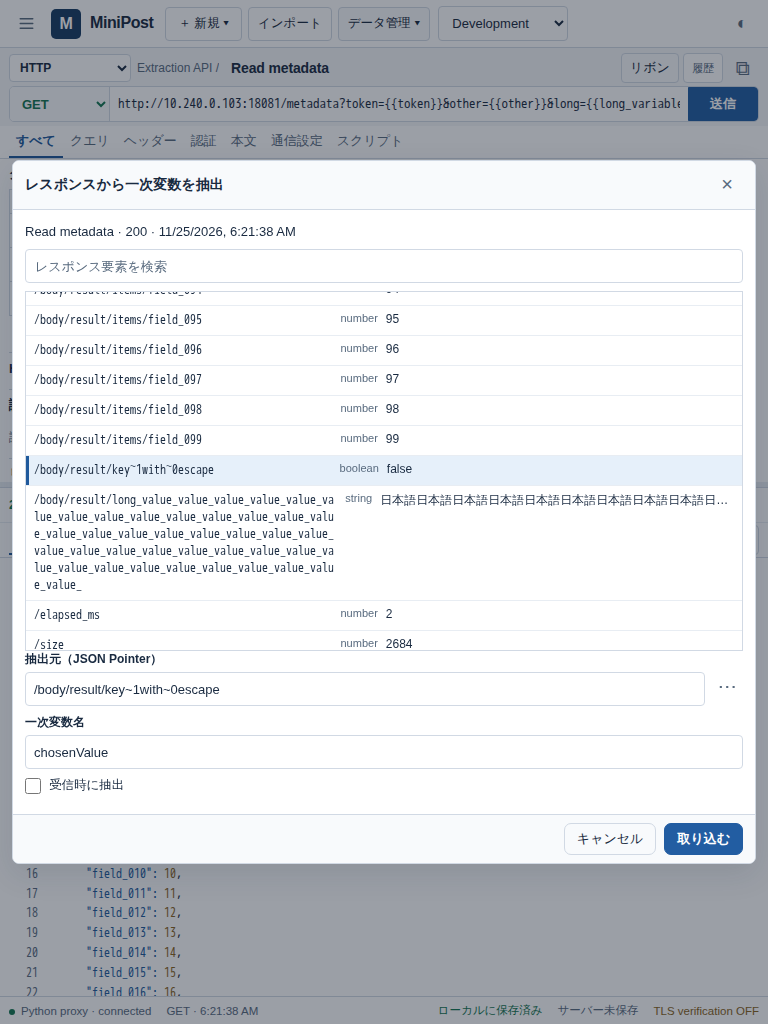 M MiniPost ＋ 新規 ▾ インポート データ管理 ▾ Development
HTTP Extraction API / Read metadata リボン 履歴
GET http://10.240.0.103:18081/metadata?token={{token}}&other={{other}}&long={{long_variable 送信
すべて クエリ ヘッダー 認証 本文 通信設定 スクリプト
レスポンスから一次変数を抽出 ×
Read metadata · 200 · 11/25/2026, 6:21:38 AM
レスポンス要素を検索
/body/result/items/field_095 number 95
/body/result/items/field_096 number 96
/body/result/items/field_097 number 97
/body/result/items/field_098 number 98
/body/result/items/field_099 number 99
/body/result/key~1with~0escape boolean false
/body/result/long_value_value_value_value_value_va string 日本語日本語日本語日本語日本語日本語日本語日本語日本語日…
lue_value_value_value_value_value_value_value_valu
e_value_value_value_value_value_value_value_value_
value_value_value_value_value_value_value_value_va
lue_value_value_value_value_value_value_value_valu
e_value_
/elapsed_ms number 2
/size number 2684
抽出元（JSON Pointer）
/body/result/key~1with~0escape ···
一次変数名
chosenValue
受信時に抽出
キャンセル 取り込む
16 "field_010": 10,
17 "field_011": 11,
18 "field_012": 12,
19 "field_013": 13,
20 "field_014": 14,
21 "field_015": 15,
22 "field_016": 16,
Python proxy · connected GET · 6:21:38 AM ローカルに保存済み サーバー未保存 TLS verification OFF